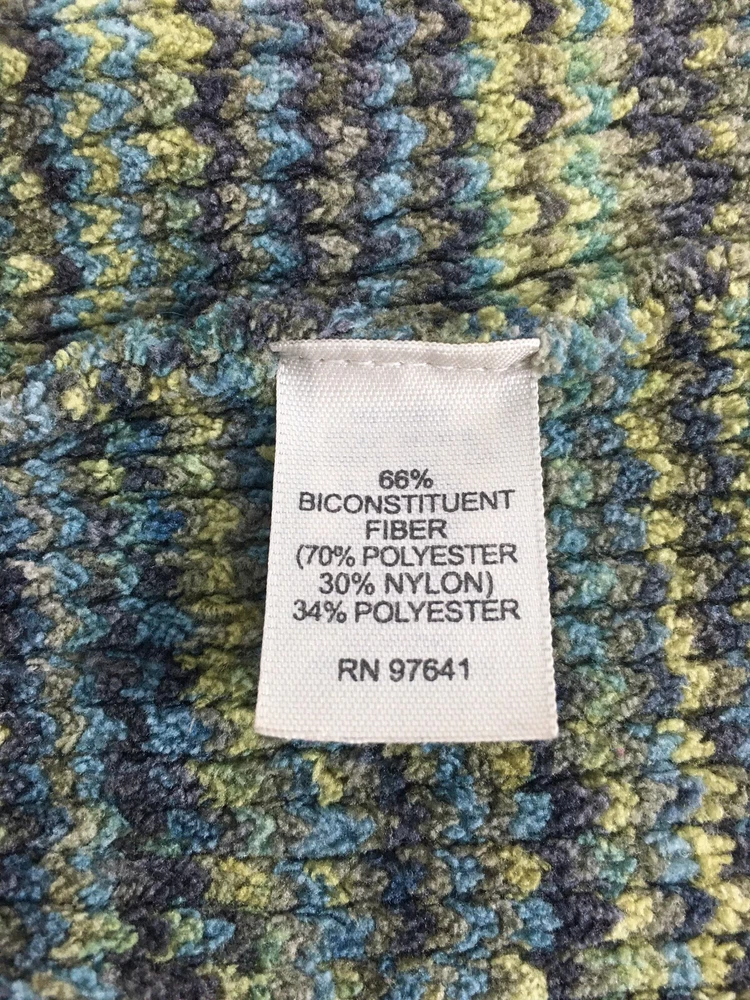 66%
BICONSTITUENT
FIBER
(70% POLYESTER
30% NYLON)
34% POLYESTER
RN 97641